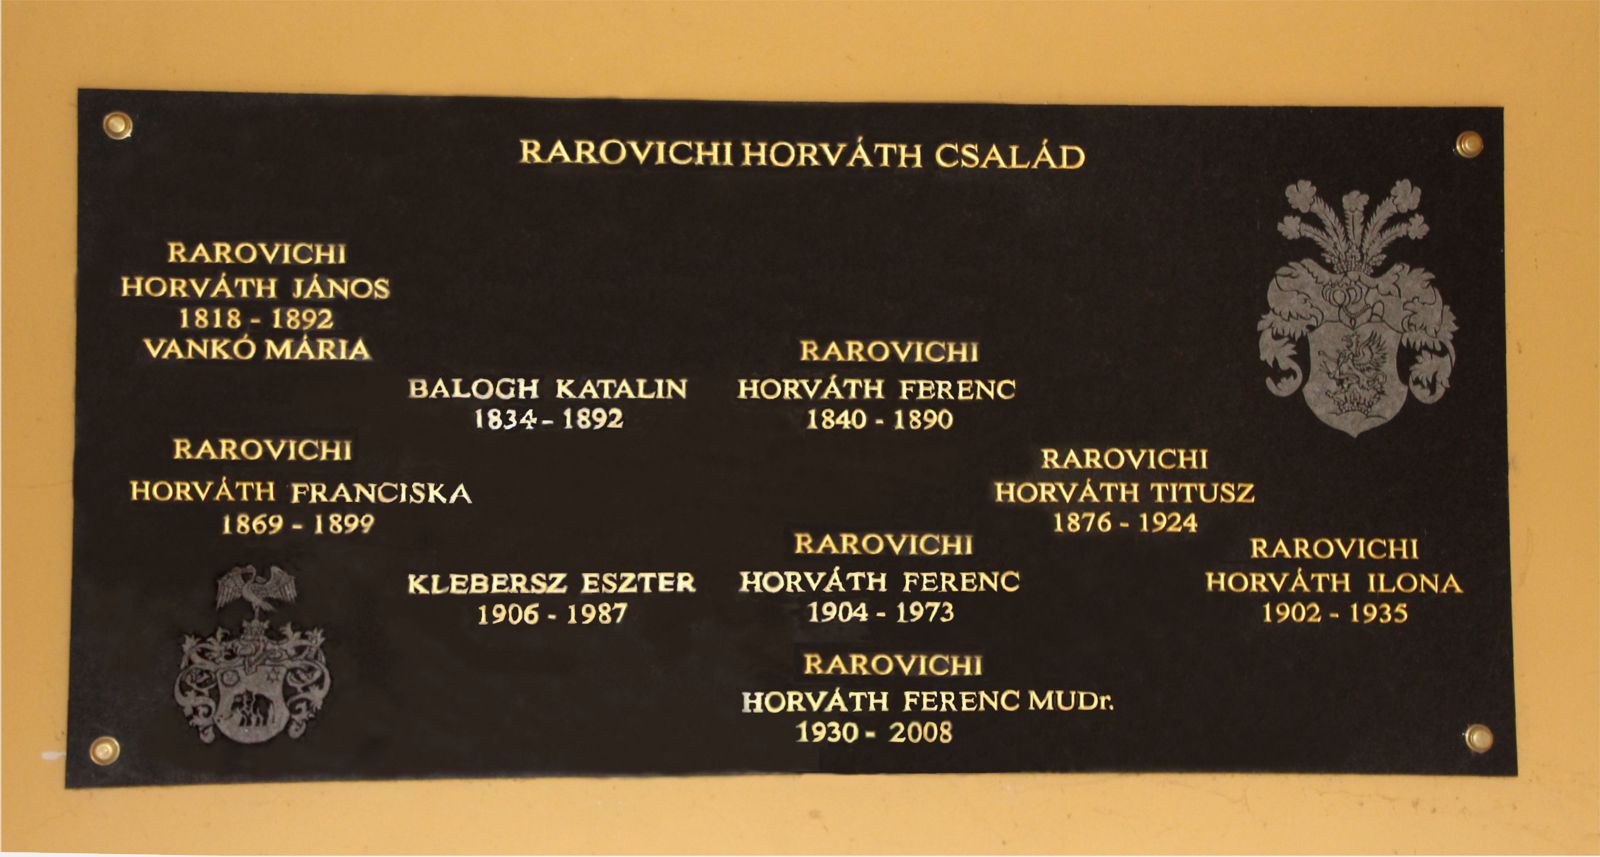 RAROVICHI HORVÁTH CSALÁD
RAROVICHI
HORVÁTH JÁNOS
1818 - 1892
VANKÓ MÁRIA
BALOGH KATALIN
1834 - 1892
RAROVICHI
HORVÁTH FERENC
1840 - 1890
RAROVICHI
HORVÁTH FRANCISKA
1869 - 1899
RAROVICHI
HORVÁTH TITUSZ
1876 - 1924
KLEBERSZ ESZTER
1906 - 1987
RAROVICHI
HORVÁTH FERENC
1904 - 1973
RAROVICHI
HORVÁTH ILONA
1902 - 1935
RAROVICHI
HORVÁTH FERENC MUDr.
1930 - 2008